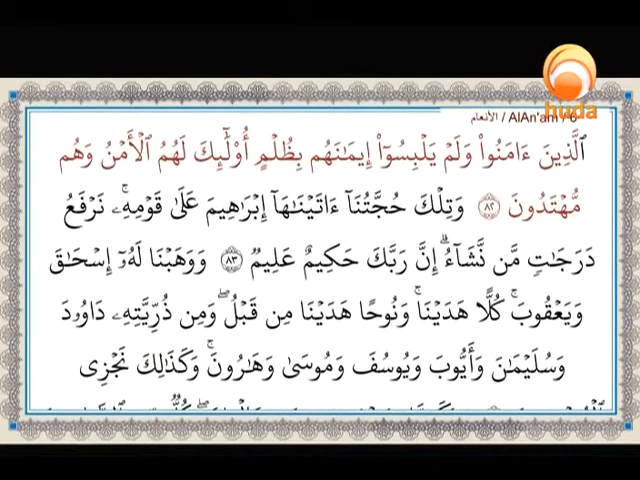 huda
الأنعام / AlAn'am / 6
ٱلَّذِينَ ءَامَنُوا۟ وَلَمْ يَلْبِسُوٓا۟ إِيمَـٰنَهُم بِظُلْمٍ أُو۟لَـٰٓئِكَ لَهُمُ ٱلْأَمْنُ وَهُم
مُّهْتَدُونَ ٨٢ وَتِلْكَ حُجَّتُنَآ ءَاتَيْنَـٰهَآ إِبْرَٰهِيمَ عَلَىٰ قَوْمِهِۦ ۚ نَرْفَعُ
دَرَجَـٰتٍ مَّن نَّشَآءُ ۗ إِنَّ رَبَّكَ حَكِيمٌ عَلِيمٌ ٨٣ وَوَهَبْنَا لَهُۥٓ إِسْحَـٰقَ
وَيَعْقُوبَ ۚ كُلًّا هَدَيْنَا ۚ وَنُوحًا هَدَيْنَا مِن قَبْلُ ۖ وَمِن ذُرِّيَّتِهِۦ دَاوُۥدَ
وَسُلَيْمَـٰنَ وَأَيُّوبَ وَيُوسُفَ وَمُوسَىٰ وَهَـٰرُونَ ۚ وَكَذَٰلِكَ نَجْزِى